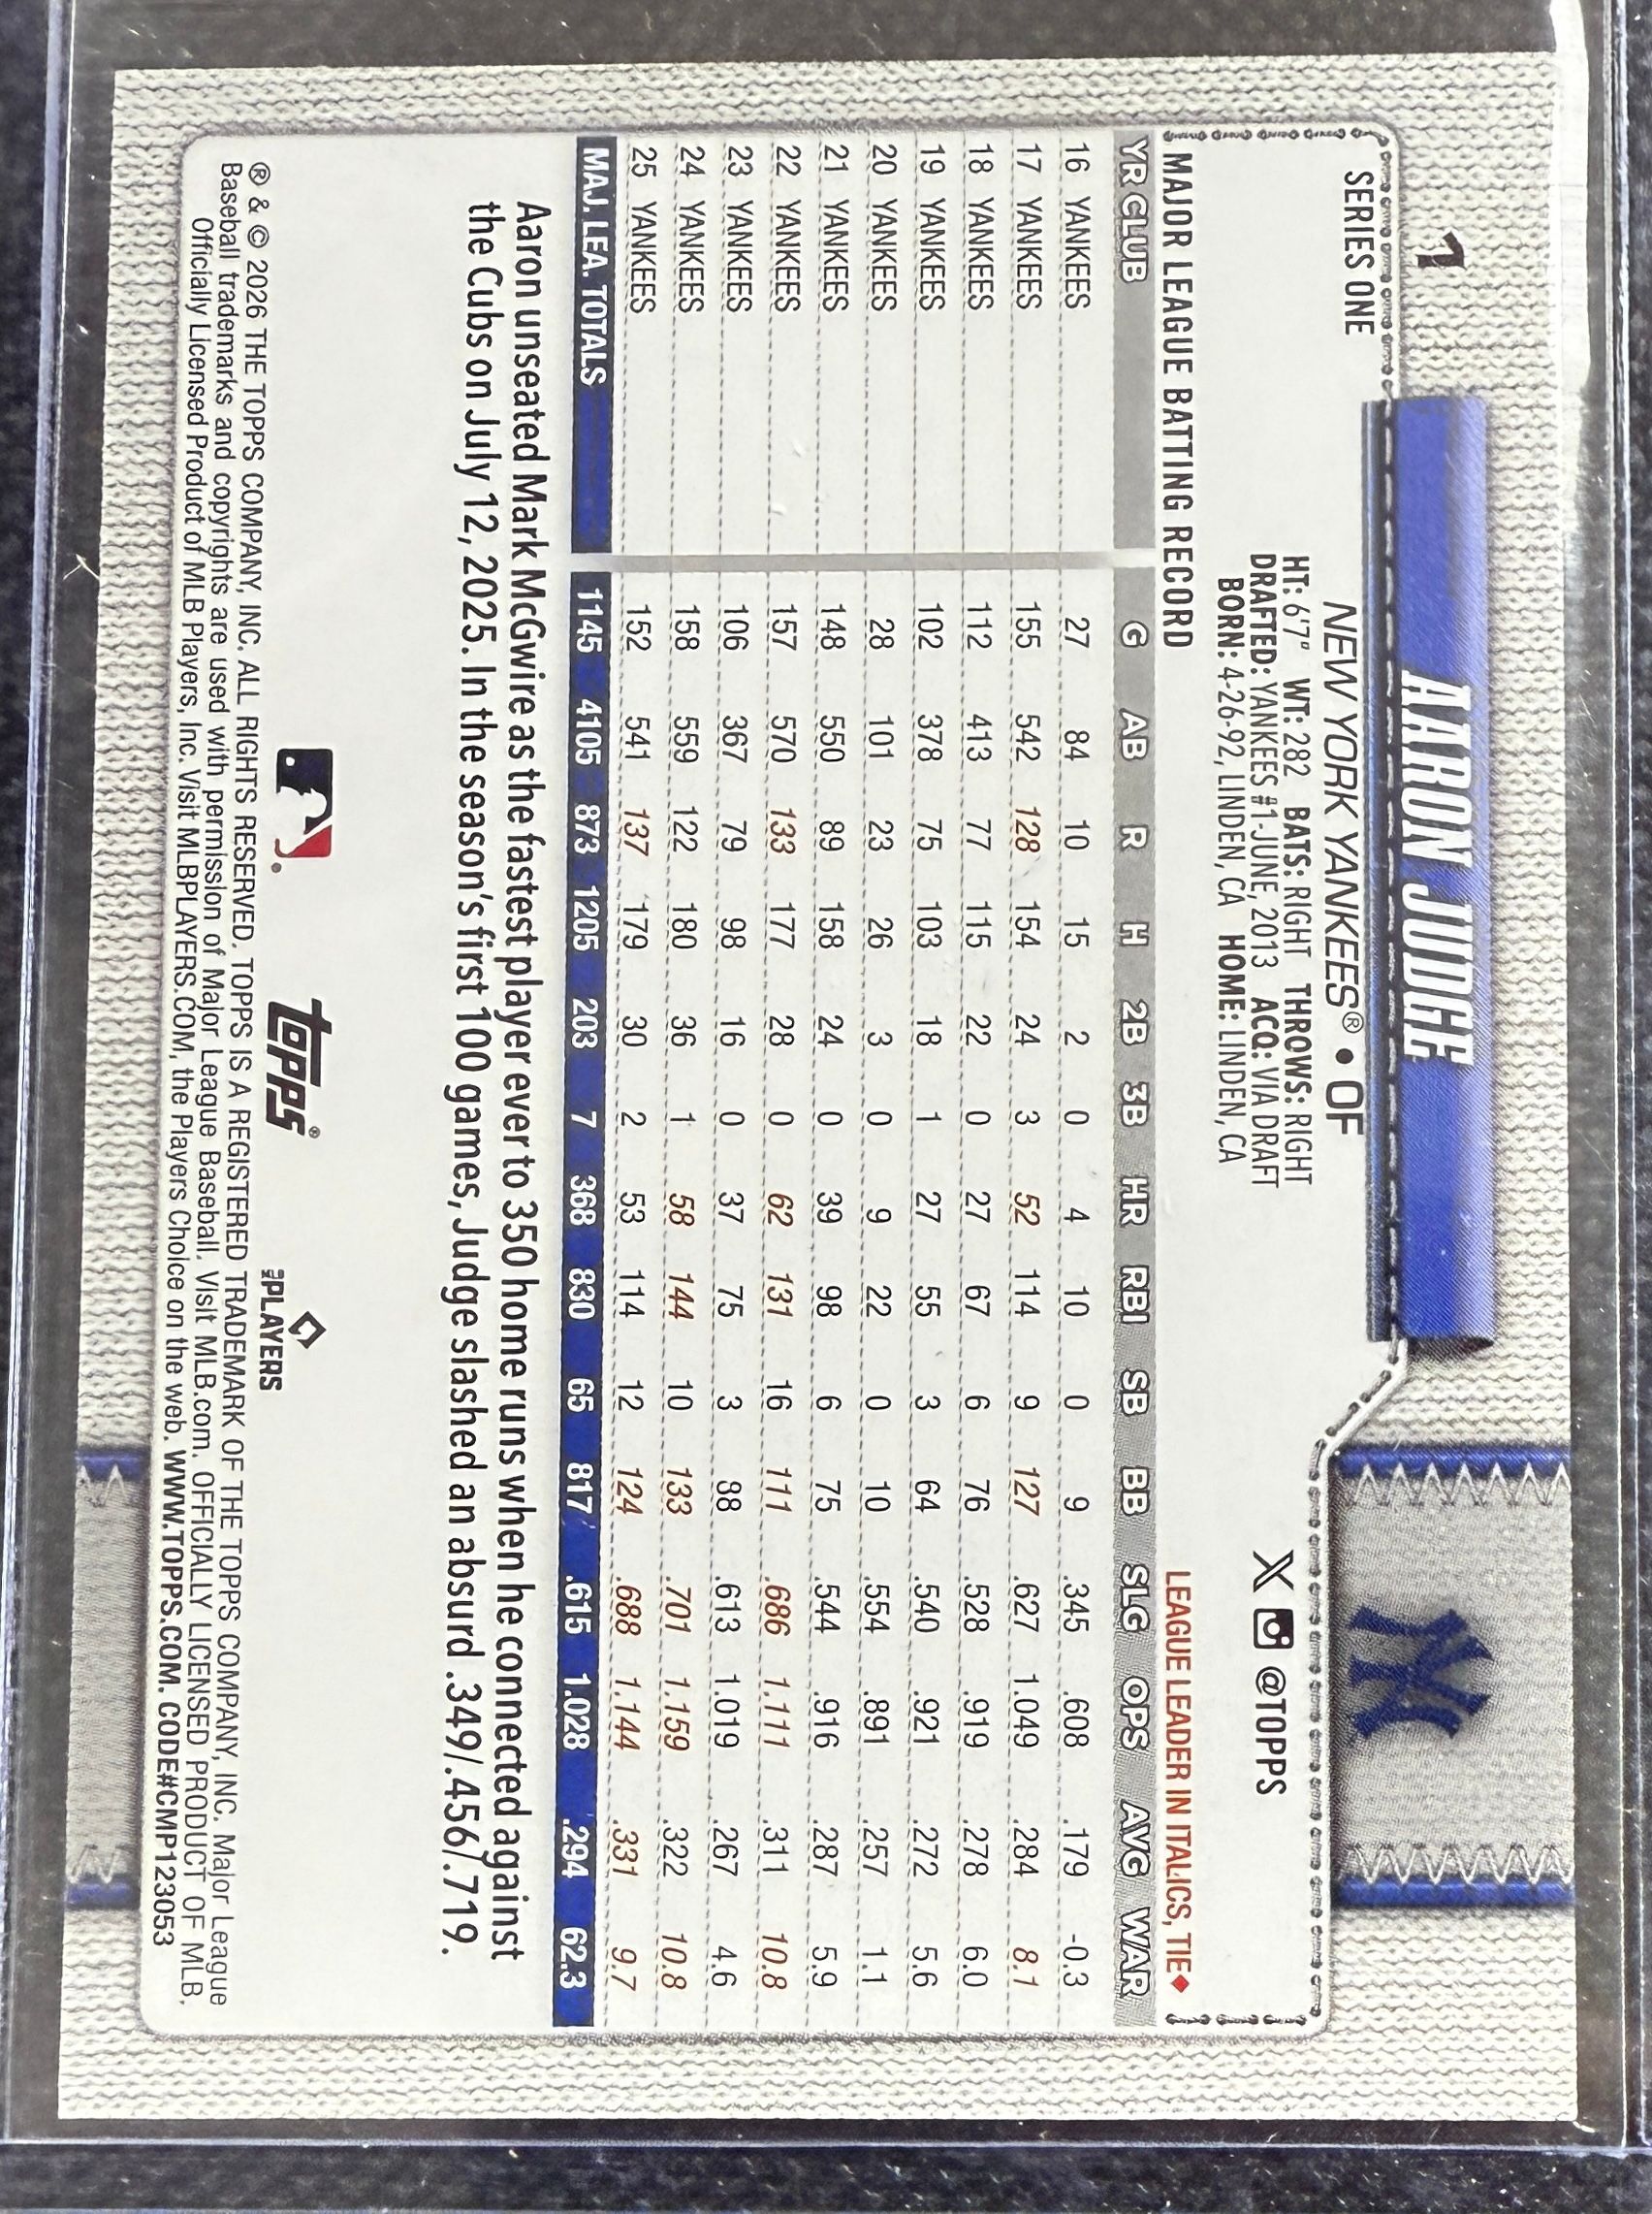 1
SERIES ONE
AARON JUDGE
NEW YORK YANKEES® • OF
HT: 6'7" WT: 282 BATS: RIGHT THROWS: RIGHT
DRAFTED: YANKEES #1-JUNE, 2013 ACQ: VIA DRAFT
BORN: 4-26-92, LINDEN, CA HOME: LINDEN, CA
NY
X @TOPPS
MAJOR LEAGUE BATTING RECORD LEAGUE LEADER IN ITALICS, TIE♦
YR CLUB G AB R H 2B 3B HR RBI SB BB SLG OPS AVG WAR
16 YANKEES 27 84 10 15 2 0 4 10 0 9 .345 .608 .179 -0.3
17 YANKEES 155 542 128 154 24 3 52 114 9 127 .627 1.049 .284 8.1
18 YANKEES 112 413 77 115 22 0 27 67 6 76 .528 .919 .278 6.0
19 YANKEES 102 378 75 103 18 1 27 55 3 64 .540 .921 .272 5.6
20 YANKEES 28 101 23 26 3 0 9 22 0 10 .554 .891 .257 1.1
21 YANKEES 148 550 89 158 24 0 39 98 6 75 .544 .916 .287 5.9
22 YANKEES 157 570 133 177 28 0 62 131 16 111 .686 1.111 .311 10.8
23 YANKEES 106 367 79 98 16 0 37 75 3 88 .613 1.019 .267 4.6
24 YANKEES 158 559 122 180 36 1 58 144 10 133 .701 1.159 .322 10.8
25 YANKEES 152 541 137 179 30 2 53 114 12 124 .688 1.144 .331 9.7
MAJ. LEA. TOTALS 1145 4105 873 1205 203 7 368 830 65 817 .615 1.028 .294 62.3
Aaron unseated Mark McGwire as the fastest player ever to 350 home runs when he connected against
the Cubs on July 12, 2025. In the season's first 100 games, Judge slashed an absurd .349/.456/.719.
topps®
PLAYERS
® & © 2026 THE TOPPS COMPANY, INC. ALL RIGHTS RESERVED. TOPPS IS A REGISTERED TRADEMARK OF THE TOPPS COMPANY, INC. Major League
Baseball trademarks and copyrights are used with permission of Major League Baseball. Visit MLB.com. OFFICIALLY LICENSED PRODUCT OF MLB
Officially Licensed Product of MLB Players, Inc. Visit MLBPLAYERS.COM, the Players Choice on the web. WWW.TOPPS.COM. CODE#CMP123053